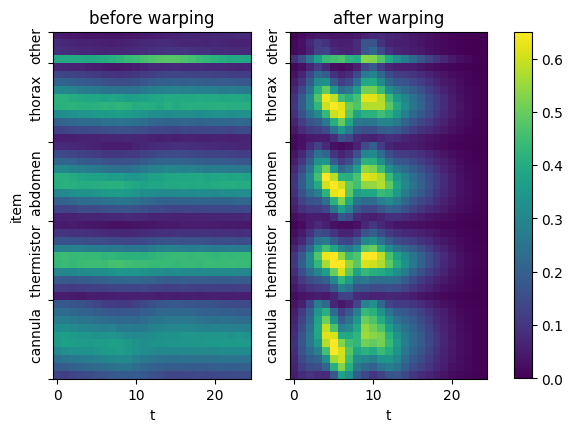 before warping
after warping
item
other
thorax
abdomen
thermistor
cannula
other
thorax
abdomen
thermistor
cannula
0 10 20
0 10 20
t
t
0.6
0.5
0.4
0.3
0.2
0.1
0.0